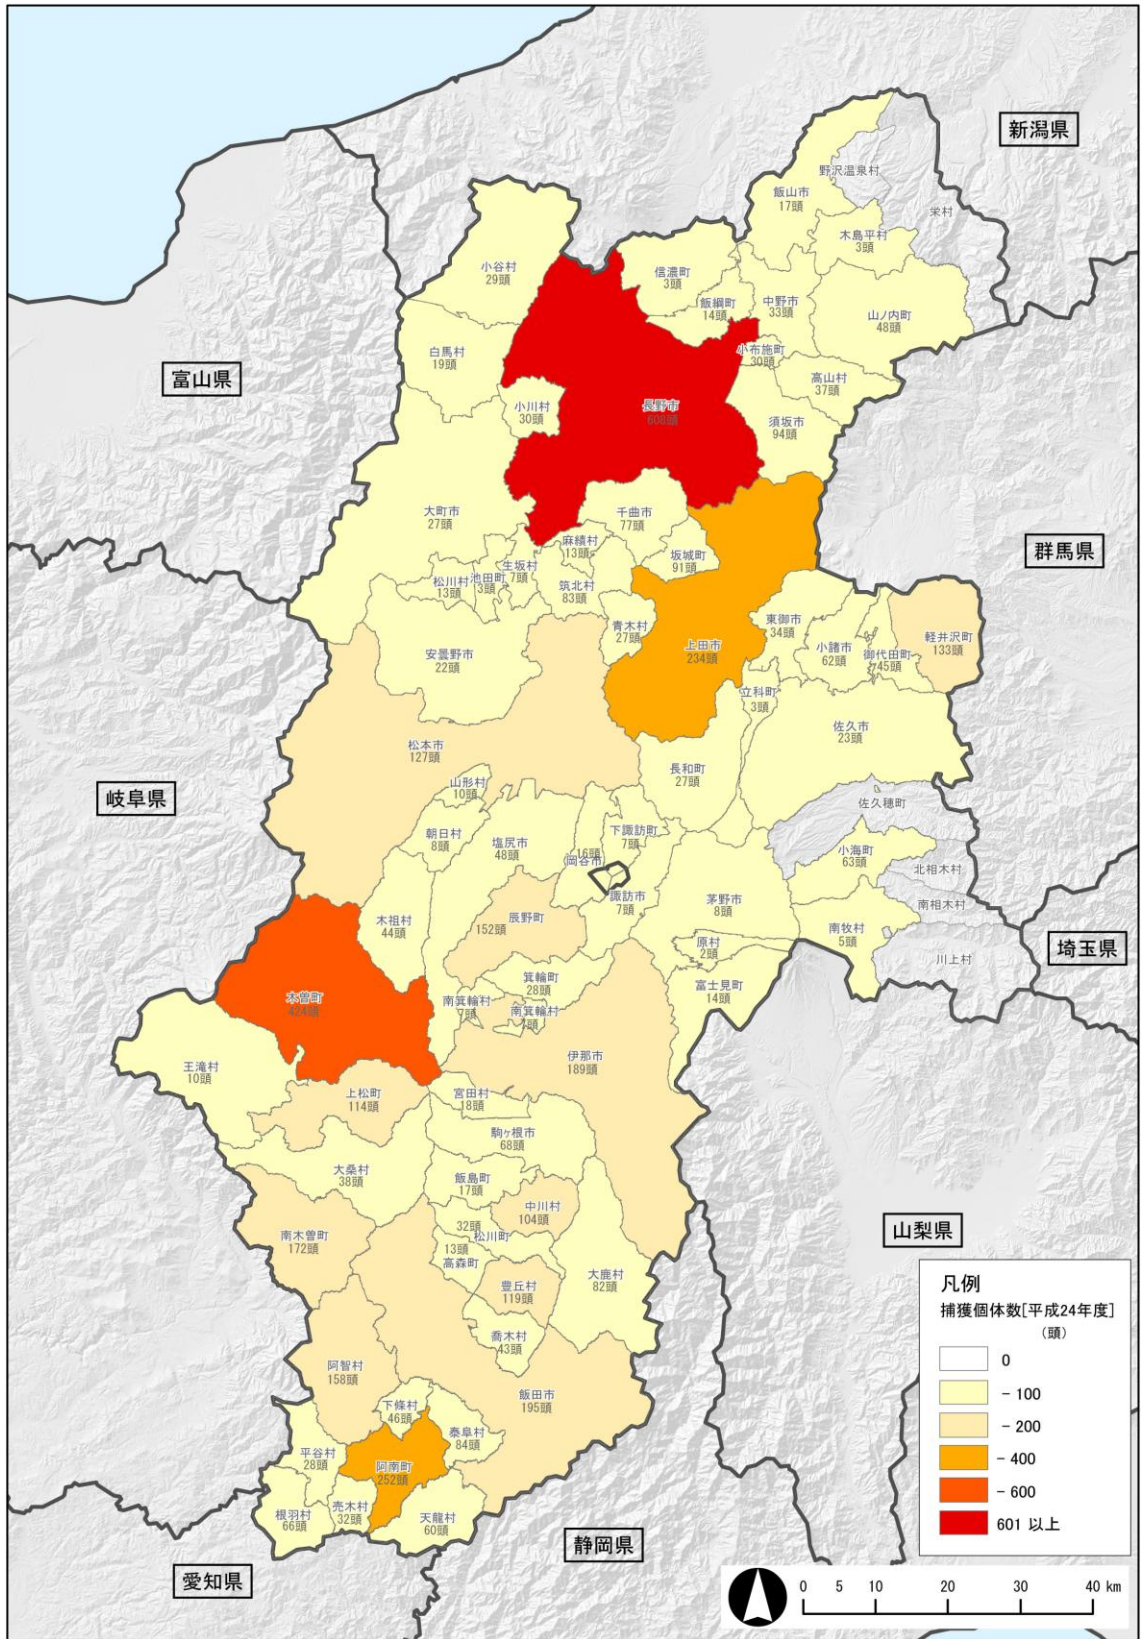 新潟県
野沢温泉村
栄村
飯山市
17頭
木島平村
3頭
小谷村
29頭
信濃町
3頭
飯綱町
14頭
中野市
33頭
山ノ内町
48頭
白馬村
19頭
小布施町
30頭
富山県
高山村
37頭
小川村
30頭
長野市
608頭
須坂市
94頭
大町市
27頭
千曲市
77頭
麻績村
13頭
坂城町
91頭
群馬県
生坂村
7頭
池田町
3頭
松川村
13頭
筑北村
83頭
青木村
27頭
東御市
34頭
小諸市
62頭
御代田町
45頭
軽井沢町
133頭
安曇野市
22頭
上田市
234頭
立科町
3頭
佐久市
23頭
松本市
127頭
長和町
27頭
山形村
10頭
岐阜県
佐久穂町
朝日村
8頭
塩尻市
48頭
16頭
岡谷市
下諏訪町
7頭
小海町
63頭
北相木村
諏訪市
7頭
茅野市
8頭
南相木村
木祖村
44頭
辰野町
152頭
原村
2頭
南牧村
5頭
埼玉県
川上村
箕輪町
28頭
富士見町
14頭
木曽町
424頭
南箕輪村
7頭
南箕輪村
7頭
伊那市
189頭
王滝村
10頭
上松町
114頭
宮田村
18頭
駒ヶ根市
68頭
大桑村
38頭
飯島町
17頭
中川村
104頭
南木曽町
172頭
32頭
松川町
13頭
高森町
山梨県
大鹿村
82頭
豊丘村
119頭
喬木村
43頭
阿智村
158頭
飯田市
195頭
下條村
46頭
泰阜村
84頭
平谷村
28頭
阿南町
252頭
根羽村
66頭
売木村
32頭
天龍村
60頭
静岡県
愛知県
凡例
捕獲個体数[平成24年度]
(頭)
0
- 100
- 200
- 400
- 600
601 以上
0 5 10 20 30 40 km